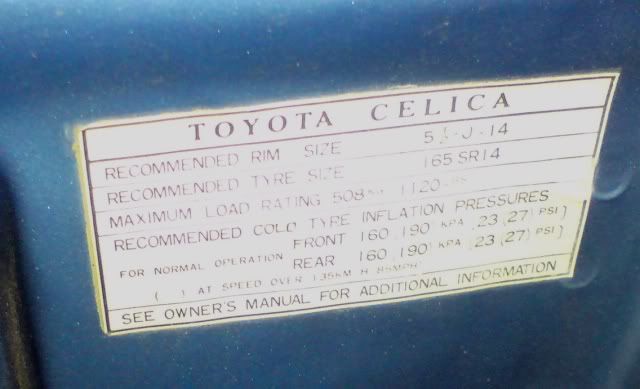 TOYOTA CELICA
RECOMMENDED RIM SIZE 5 -J-14
RECOMMENDED TYRE SIZE 165 SR14
MAXIMUM LOAD RATING 508 1120
RECOMMENDED COLD TYRE INFLATION PRESSURES
FRONT 160 (190) KPA (23 (27) PSI)
FOR NORMAL OPERATION
REAR 160 (190) KPA (23 (27) PSI)
( ) AT SPEED OVER 135KM H 85MPH)
SEE OWNER'S MANUAL FOR ADDITIONAL INFORMATION